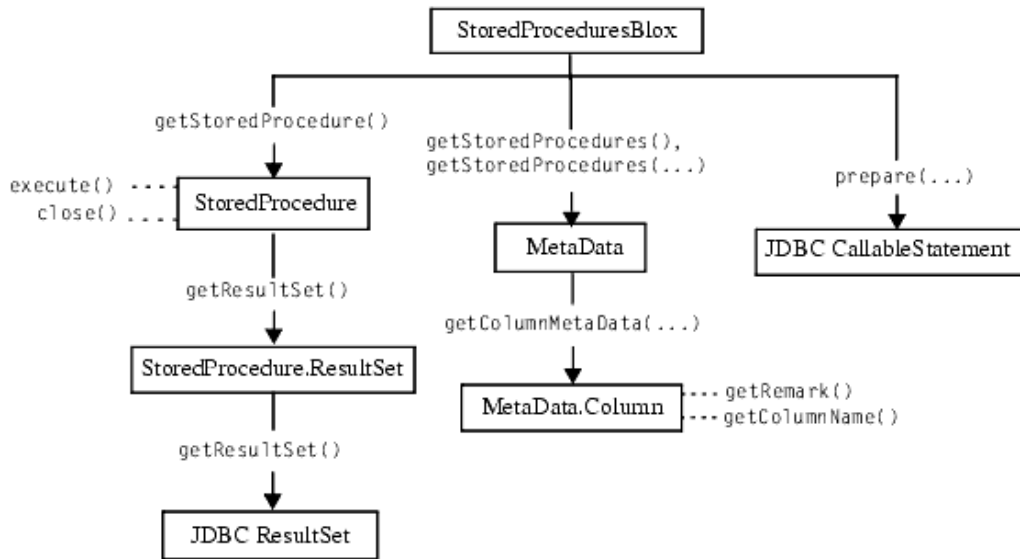 StoredProceduresBlox
getStoredProcedure()
getStoredProcedures(),
getStoredProcedures(...)
prepare(...)
execute()
close()
StoredProcedure
MetaData
JDBC CallableStatement
getResultSet()
getColumnMetaData(...)
StoredProcedure.ResultSet
MetaData.Column
getRemark()
getColumnName()
getResultSet()
JDBC ResultSet